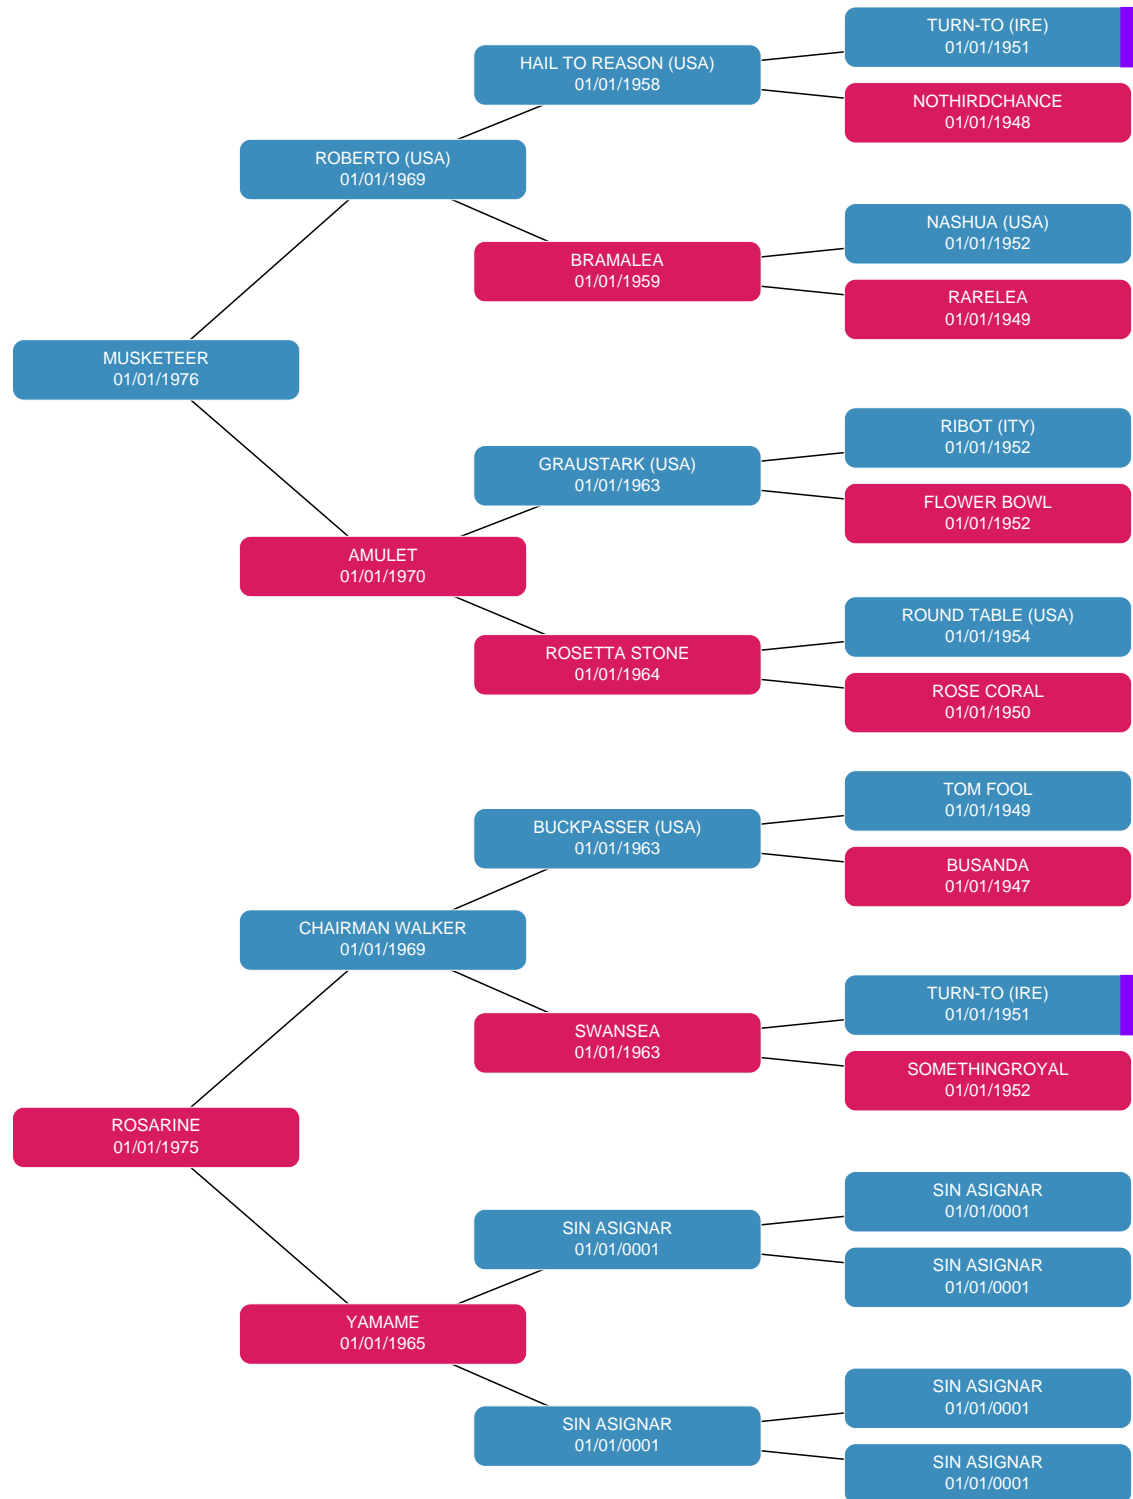 TURN-TO (IRE)
01/01/1951
HAIL TO REASON (USA)
01/01/1958
NOTHIRDCHANCE
01/01/1948
ROBERTO (USA)
01/01/1969
NASHUA (USA)
01/01/1952
BRAMALEA
01/01/1959
RARELEA
01/01/1949
MUSKETEER
01/01/1976
RIBOT (ITY)
01/01/1952
GRAUSTARK (USA)
01/01/1963
FLOWER BOWL
01/01/1952
AMULET
01/01/1970
ROUND TABLE (USA)
01/01/1954
ROSETTA STONE
01/01/1964
ROSE CORAL
01/01/1950
TOM FOOL
01/01/1949
BUCKPASSER (USA)
01/01/1963
BUSANDA
01/01/1947
CHAIRMAN WALKER
01/01/1969
TURN-TO (IRE)
01/01/1951
SWANSEA
01/01/1963
SOMETHINGROYAL
01/01/1952
ROSARINE
01/01/1975
SIN ASIGNAR
01/01/0001
SIN ASIGNAR
01/01/0001
SIN ASIGNAR
01/01/0001
YAMAME
01/01/1965
SIN ASIGNAR
01/01/0001
SIN ASIGNAR
01/01/0001
SIN ASIGNAR
01/01/0001